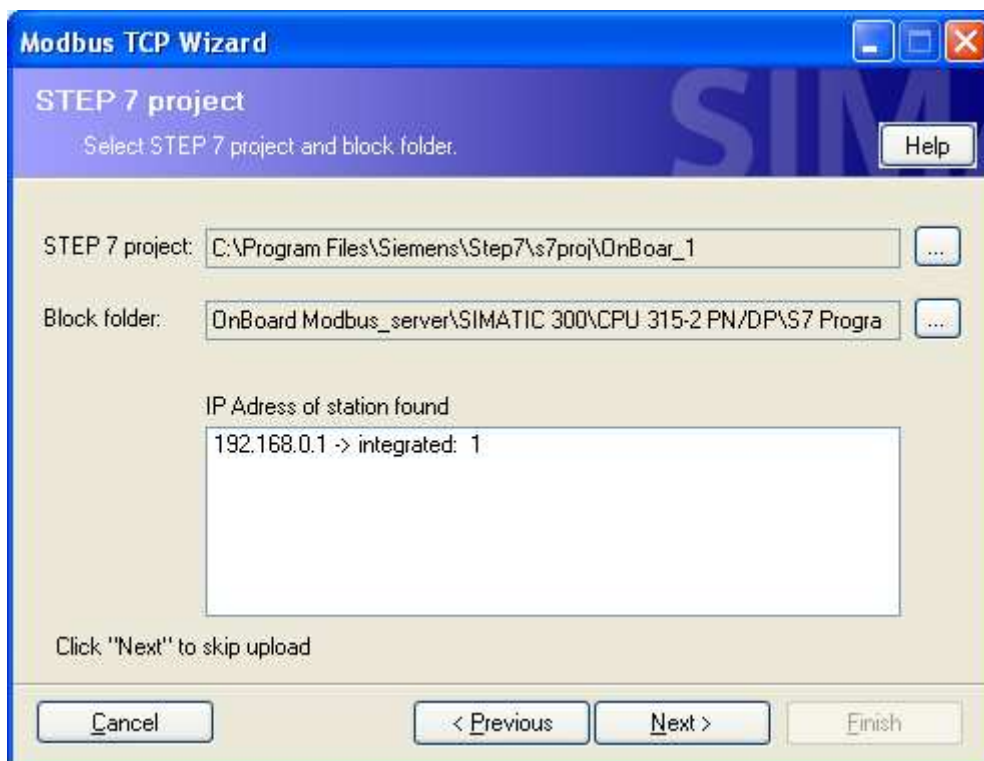 Modbus TCP Wizard
STEP 7 project
Select STEP 7 project and block folder.
SIM
Help
STEP 7 project: C:\Program Files\Siemens\Step7\s7proj\OnBoar_1 ...
Block folder: OnBoard Modbus_server\SIMATIC 300\CPU 315-2 PN/DP\S7 Progra ...
IP Adress of station found
192.168.0.1 -> integrated: 1
Click "Next" to skip upload
Cancel < Previous Next > Finish